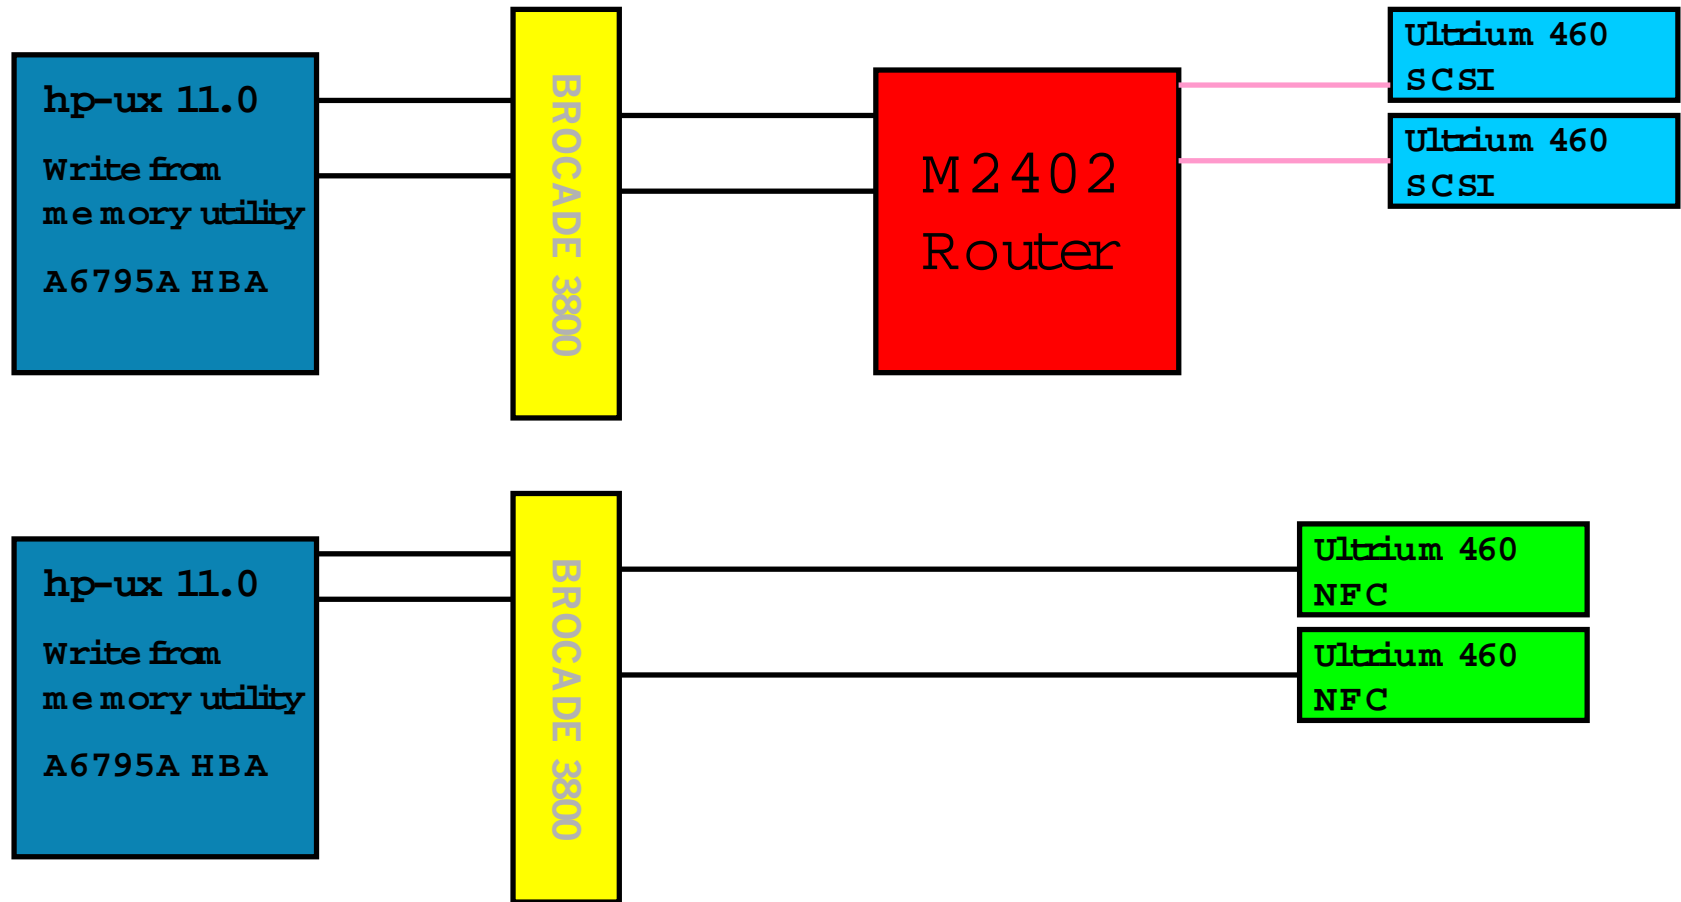 hp-ux 11.0
Write from
memory utility
A6795A HBA
BROCADE 3800
M2402
Router
Ultrium 460
SCSI
Ultrium 460
SCSI
hp-ux 11.0
Write from
memory utility
A6795A HBA
BROCADE 3800
Ultrium 460
NFC
Ultrium 460
NFC